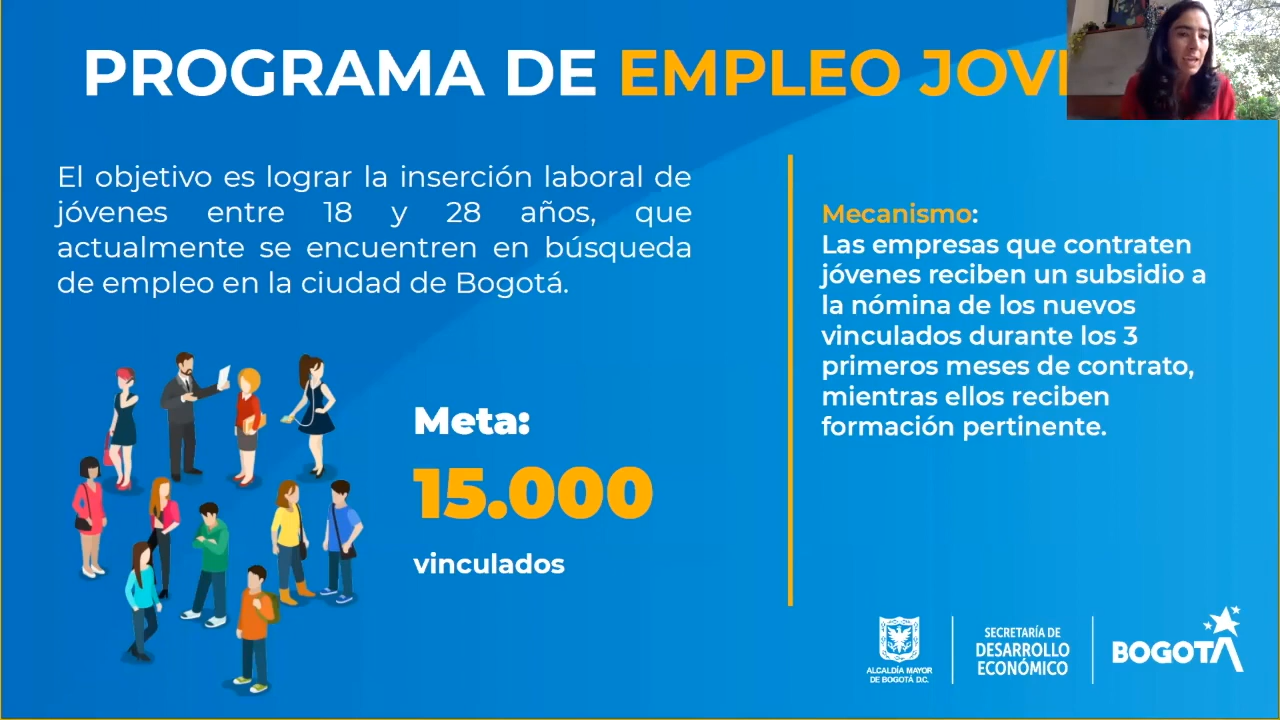 PROGRAMA DE EMPLEO
El objetivo es lograr la inserción laboral de
jóvenes entre 18 y 28 años, que
actualmente se encuentren en búsqueda
de empleo en la ciudad de Bogotá.
Meta:
15.000
vinculados
Mecanismo:
Las empresas que contraten
jóvenes reciben un subsidio a
la nómina de los nuevos
vinculados durante los 3
primeros meses de contrato,
mientras ellos reciben
formación pertinente.
ALCALDÍA MAYOR
DE BOGOTÁ D.C.
SECRETARÍA DE
DESARROLLO
ECONÓMICO
BOGOTÁ